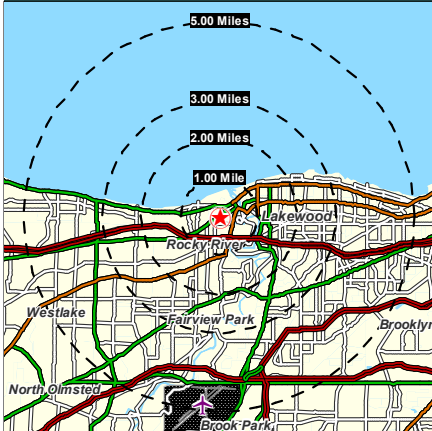 5.00 Miles
3.00 Miles
2.00 Miles
1.00 Mile
Lakewood
Rocky River
Westlake
Fairview Park
Brooklyn
North Olmsted
Brook Park